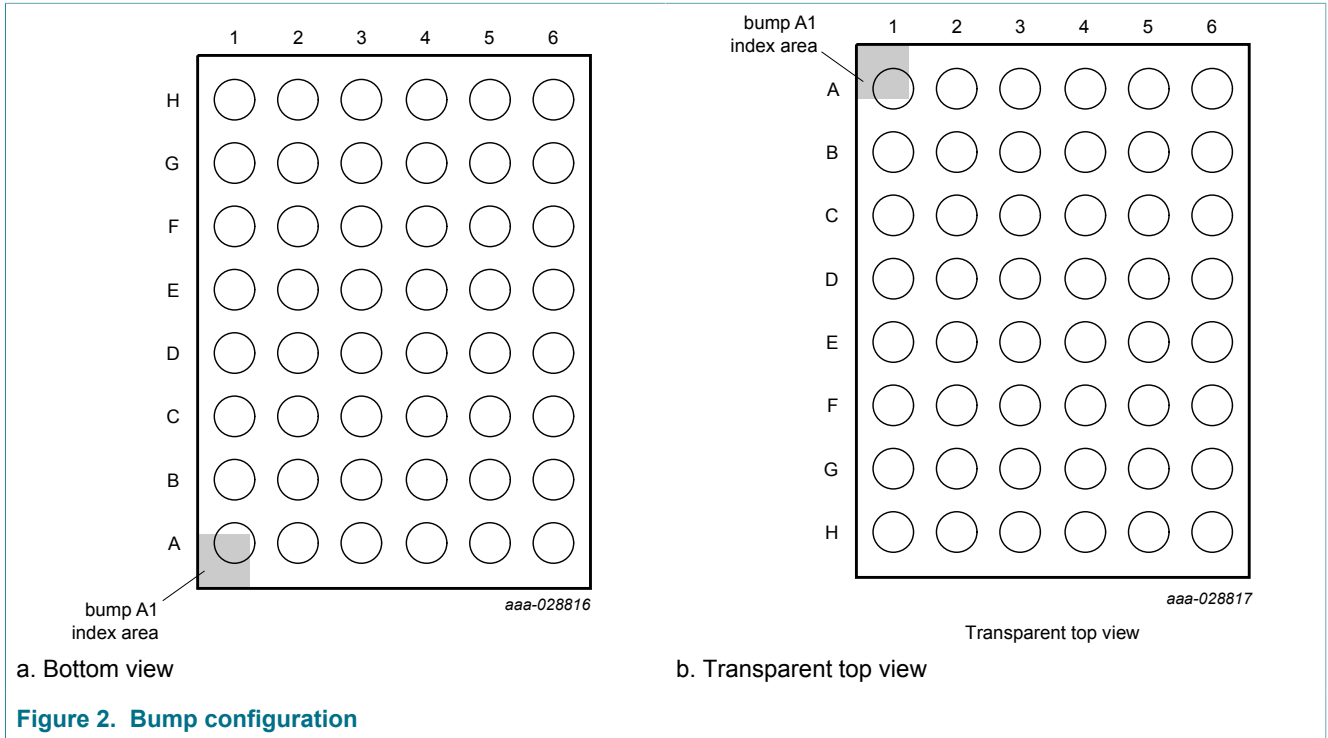 1 2 3 4 5 6
H
G
F
E
D
C
B
A
bump A1
index area
aaa-028816
a. Bottom view
bump A1
index area
1 2 3 4 5 6
A
B
C
D
E
F
G
H
aaa-028817
Transparent top view
b. Transparent top view
Figure 2. Bump configuration